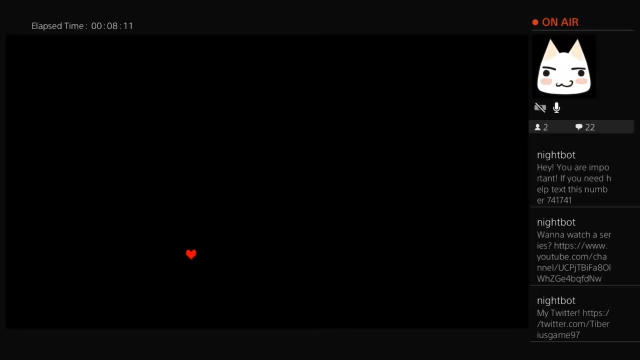 Elapsed Time: 00:08:11
ON AIR
2
22
nightbot
Hey! You are impo
rtant! If you need h
elp text this numb
er 741741
nightbot
Wanna watch a ser
ies? https://www.
youtube.com/cha
nnel/UCPjTBiFa8Ol
WhZGe4bqfdNw
nightbot
My Twitter! https:/
/twitter.com/Tiber
iusgame97